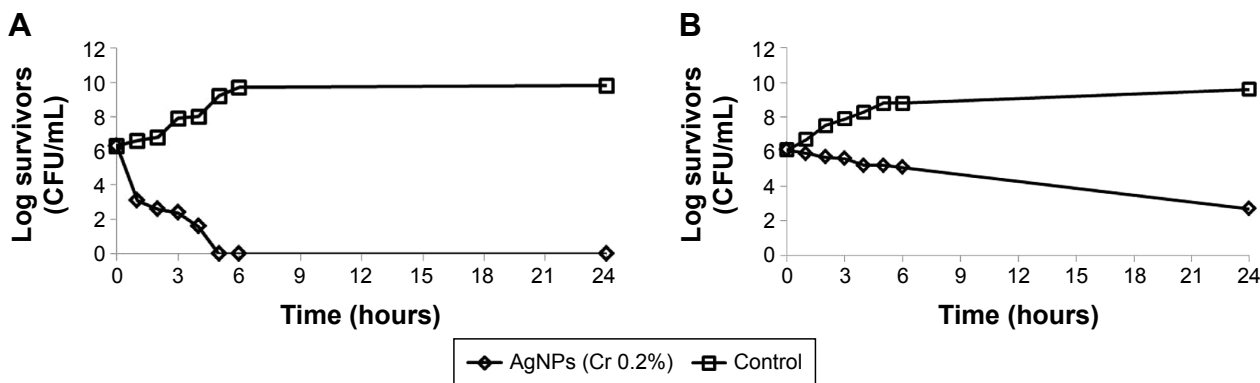 A
Log survivors
(CFU/mL)
12
10
8
6
4
2
0
0 3 6 9 12 15 18 21 24
Time (hours)
B
Log survivors
(CFU/mL)
12
10
8
6
4
2
0
0 3 6 9 12 15 18 21 24
Time (hours)
AgNPs (Cr 0.2%) Control